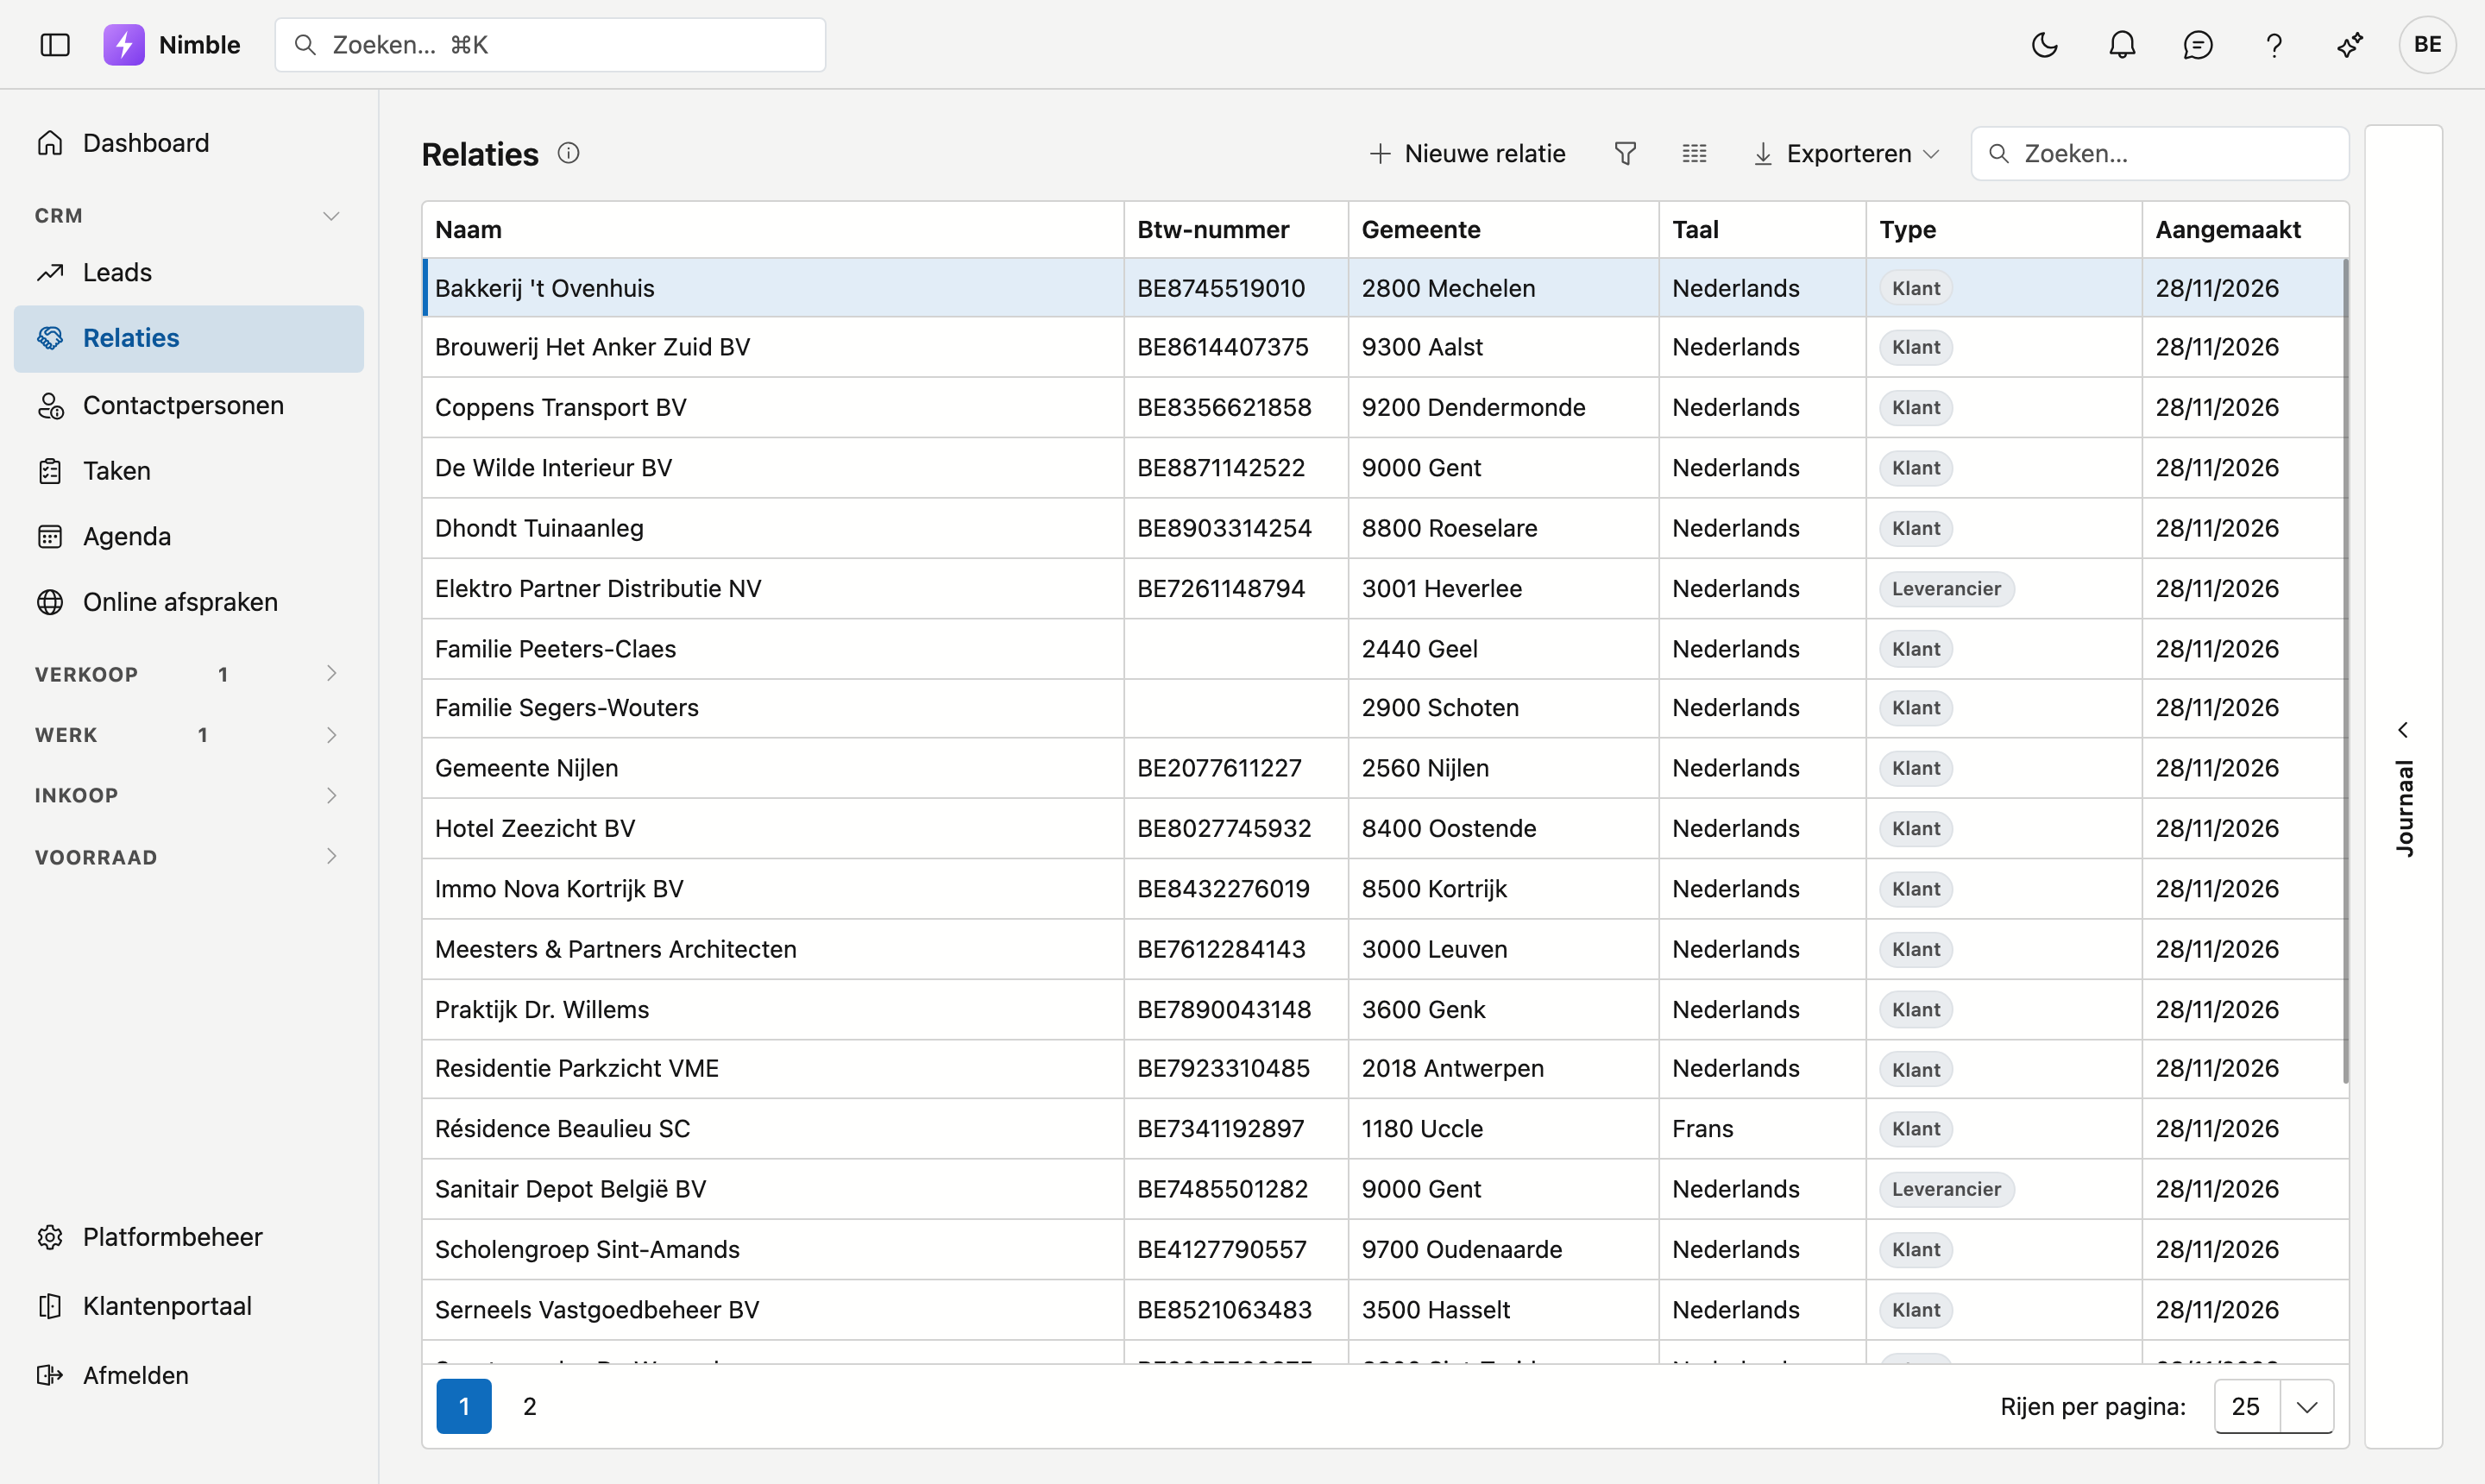 Nimble
Zoeken... ⌘K
BE
Dashboard
CRM
Leads
Relaties
Contactpersonen
Taken
Agenda
Online afspraken
VERKOOP 1
WERK 1
INKOOP
VOORRAAD
Platformbeheer
Klantenportaal
Afmelden
Relaties
Nieuwe relatie
Exporteren
Zoeken...
Naam Btw-nummer Gemeente Taal Type Aangemaakt
Bakkerij 't Ovenhuis BE8745519010 2800 Mechelen Nederlands Klant 28/11/2026
Brouwerij Het Anker Zuid BV BE8614407375 9300 Aalst Nederlands Klant 28/11/2026
Coppens Transport BV BE8356621858 9200 Dendermonde Nederlands Klant 28/11/2026
De Wilde Interieur BV BE8871142522 9000 Gent Nederlands Klant 28/11/2026
Dhondt Tuinaanleg BE8903314254 8800 Roeselare Nederlands Klant 28/11/2026
Elektro Partner Distributie NV BE7261148794 3001 Heverlee Nederlands Leverancier 28/11/2026
Familie Peeters-Claes 2440 Geel Nederlands Klant 28/11/2026
Familie Segers-Wouters 2900 Schoten Nederlands Klant 28/11/2026
Gemeente Nijlen BE2077611227 2560 Nijlen Nederlands Klant 28/11/2026
Hotel Zeezicht BV BE8027745932 8400 Oostende Nederlands Klant 28/11/2026
Immo Nova Kortrijk BV BE8432276019 8500 Kortrijk Nederlands Klant 28/11/2026
Meesters & Partners Architecten BE7612284143 3000 Leuven Nederlands Klant 28/11/2026
Praktijk Dr. Willems BE7890043148 3600 Genk Nederlands Klant 28/11/2026
Residentie Parkzicht VME BE7923310485 2018 Antwerpen Nederlands Klant 28/11/2026
Résidence Beaulieu SC BE7341192897 1180 Uccle Frans Klant 28/11/2026
Sanitair Depot België BV BE7485501282 9000 Gent Nederlands Leverancier 28/11/2026
Scholengroep Sint-Amands BE4127790557 9700 Oudenaarde Nederlands Klant 28/11/2026
Serneels Vastgoedbeheer BV BE8521063483 3500 Hasselt Nederlands Klant 28/11/2026
1 2
Rijen per pagina: 25
Journaal